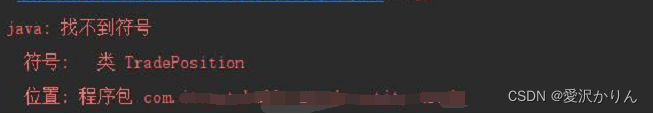 java: 找不到符号
符号: 类 TradePosition
位置: 程序包 com.
CSDN @愛沢かりん